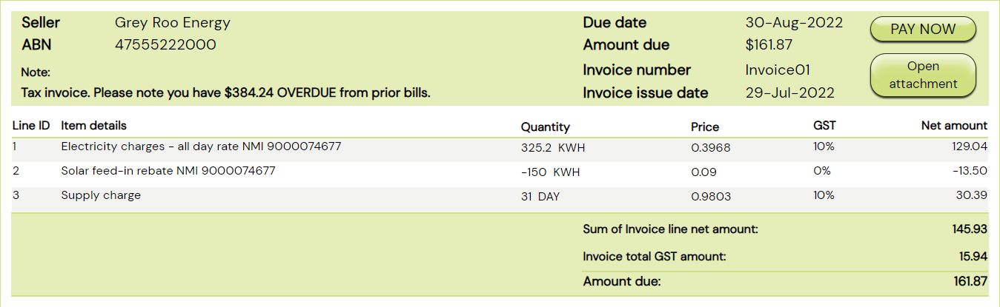 Seller Grey Roo Energy Due date 30-Aug-2022 PAY NOW
ABN 47555222000 Amount due $161.87
Note: Invoice number Invoice01 Open attachment
Tax invoice. Please note you have $384.24 OVERDUE from prior bills. Invoice issue date 29-Jul-2022
Line ID Item details Quantity Price GST Net amount
1 Electricity charges - all day rate NMI 9000074677 325.2 KWH 0.3968 10% 129.04
2 Solar feed-in rebate NMI 9000074677 -150 KWH 0.09 0% -13.50
3 Supply charge 31 DAY 0.9803 10% 30.39
Sum of Invoice line net amount: 145.93
Invoice total GST amount: 15.94
Amount due: 161.87